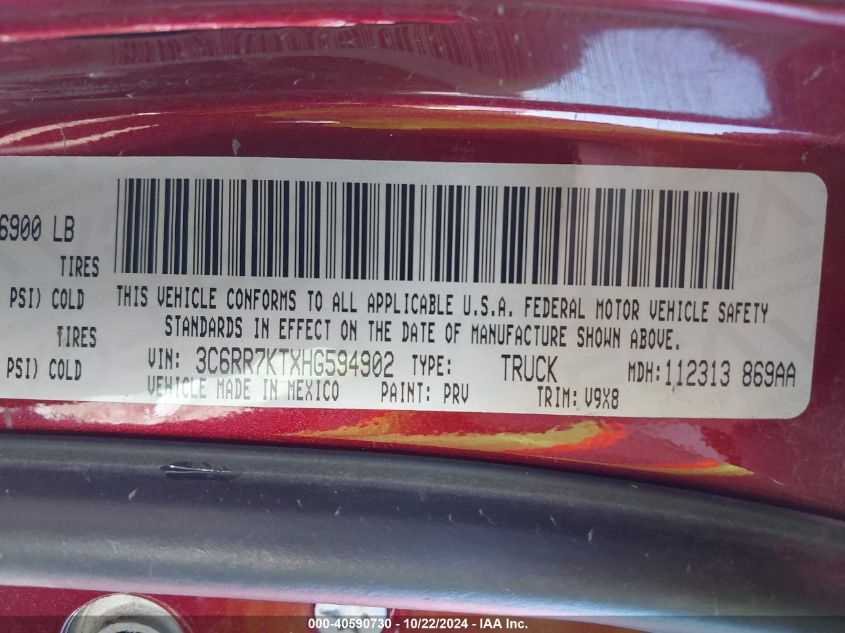 6900 LB
TIRES
PSI) COLD
TIRES
PSI) COLD
THIS VEHICLE CONFORMS TO ALL APPLICABLE U.S.A. FEDERAL MOTOR VEHICLE SAFETY
STANDARDS IN EFFECT ON THE DATE OF MANUFACTURE SHOWN ABOVE.
VIN: 3C6RR7KTXHG594902 TYPE: TRUCK MDH:112313 869AA
VEHICLE MADE IN MEXICO PAINT: PRV TRIM: V9X8
000-40590730 - 10/22/2024 - IAA Inc.